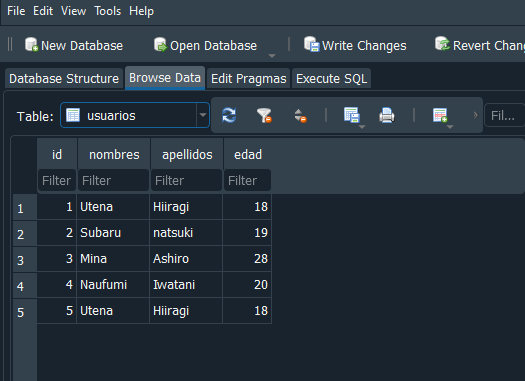 File Edit View Tools Help
New Database Open Database Write Changes Revert Chan
Database Structure Browse Data Edit Pragmas Execute SQL
Table: usuarios Fil...
id nombres apellidos edad
Filter Filter Filter Filter
1 1 Utena Hiiragi 18
2 2 Subaru natsuki 19
3 3 Mina Ashiro 28
4 4 Naufumi Iwatani 20
5 5 Utena Hiiragi 18